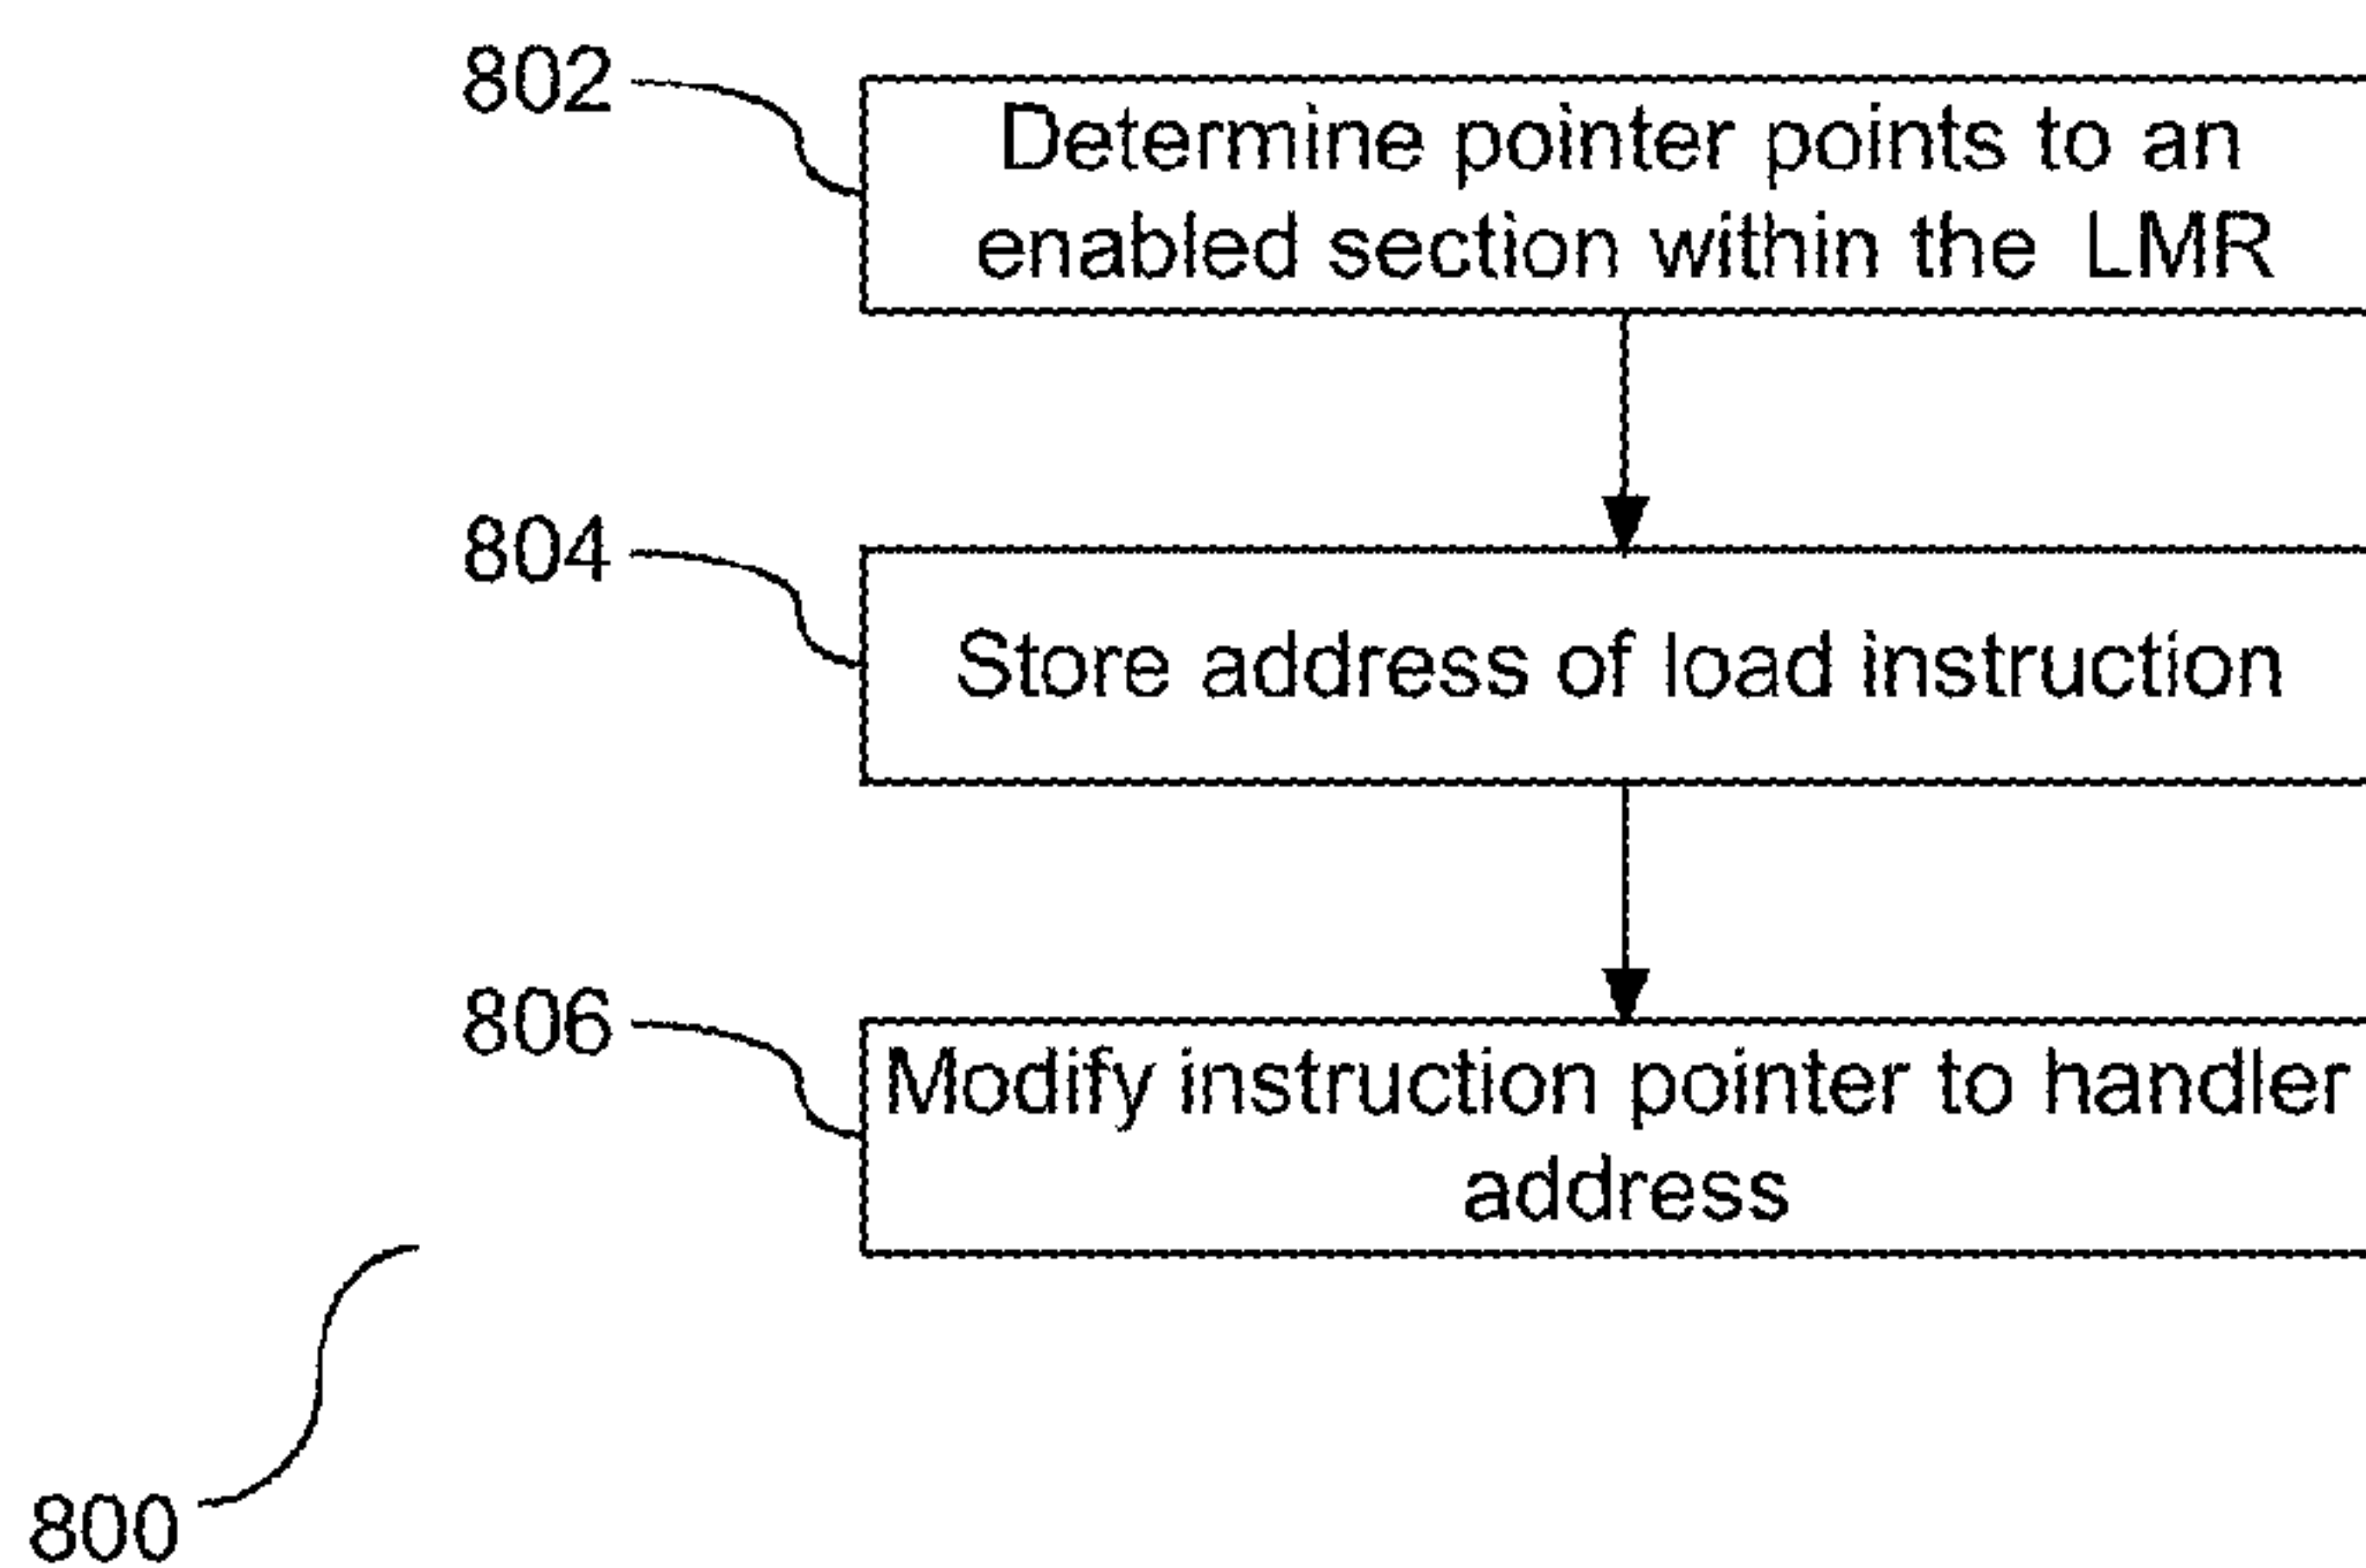 802
Determine pointer points to an
enabled section within the LMR
804
Store address of load instruction
806
Modify instruction pointer to handler
address
800